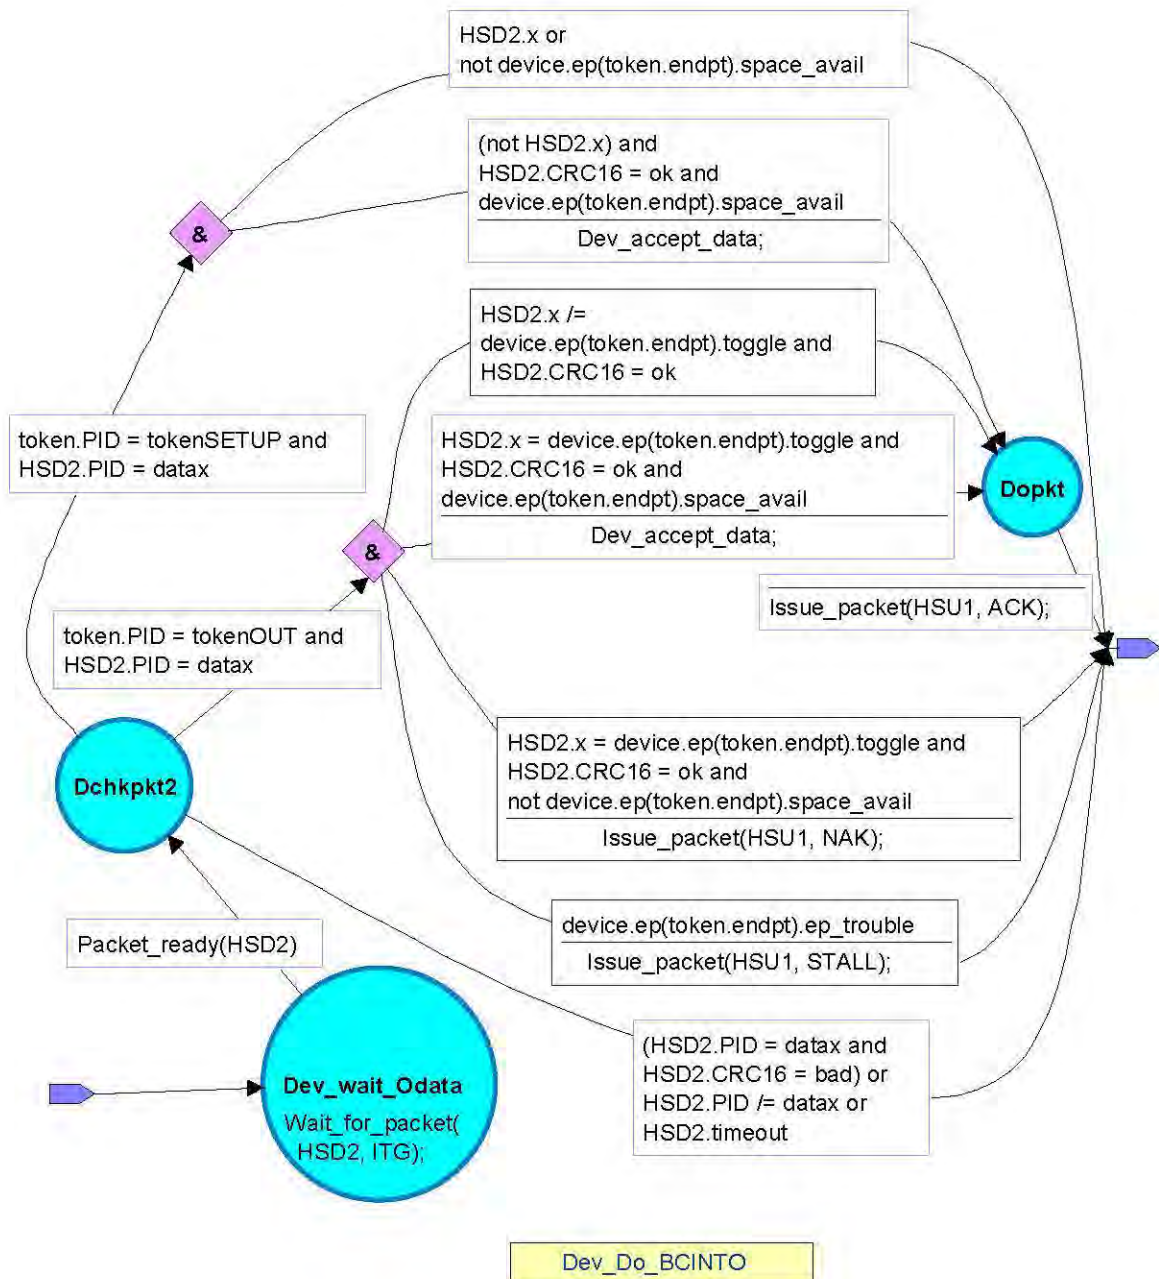 HSD2.x or
not device.ep(token.endpt).space_avail
(not HSD2.x) and
HSD2.CRC16 = ok and
device.ep(token.endpt).space_avail
Dev_accept_data;
&
HSD2.x /=
device.ep(token.endpt).toggle and
HSD2.CRC16 = ok
token.PID = tokenSETUP and
HSD2.PID = datax
HSD2.x = device.ep(token.endpt).toggle and
HSD2.CRC16 = ok and
device.ep(token.endpt).space_avail
Dev_accept_data;
Dopkt
&
Issue_packet(HSU1, ACK);
token.PID = tokenOUT and
HSD2.PID = datax
HSD2.x = device.ep(token.endpt).toggle and
HSD2.CRC16 = ok and
not device.ep(token.endpt).space_avail
Issue_packet(HSU1, NAK);
Dchkpkt2
device.ep(token.endpt).ep_trouble
Issue_packet(HSU1, STALL);
Packet_ready(HSD2)
(HSD2.PID = datax and
HSD2.CRC16 = bad) or
HSD2.PID /= datax or
HSD2.timeout
Dev_wait_Odata
Wait_for_packet(
HSD2, ITG);
Dev_Do_BCINTO